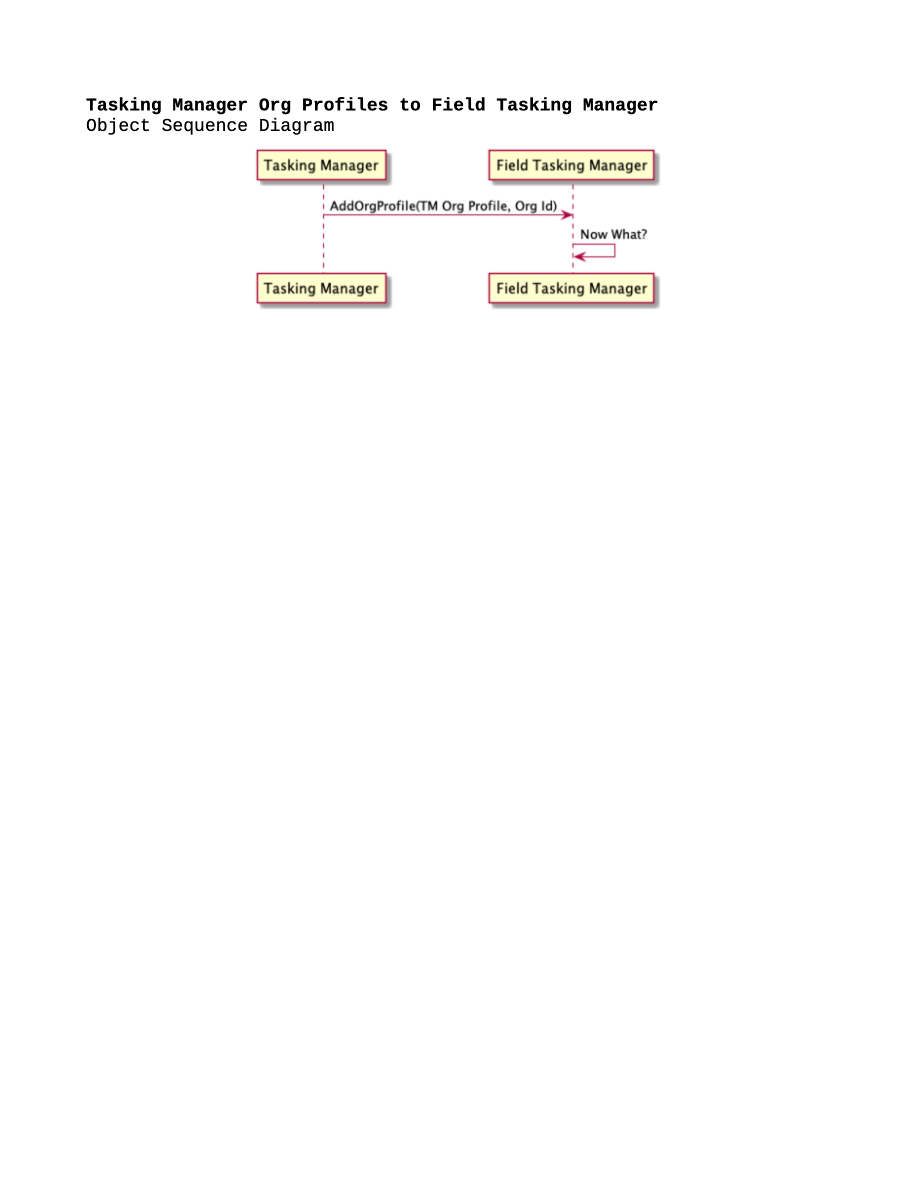 Tasking Manager Org Profiles to Field Tasking Manager
Object Sequence Diagram
Tasking Manager
Field Tasking Manager
AddOrgProfile(TM Org Profile, Org Id)
Now What?
Tasking Manager
Field Tasking Manager